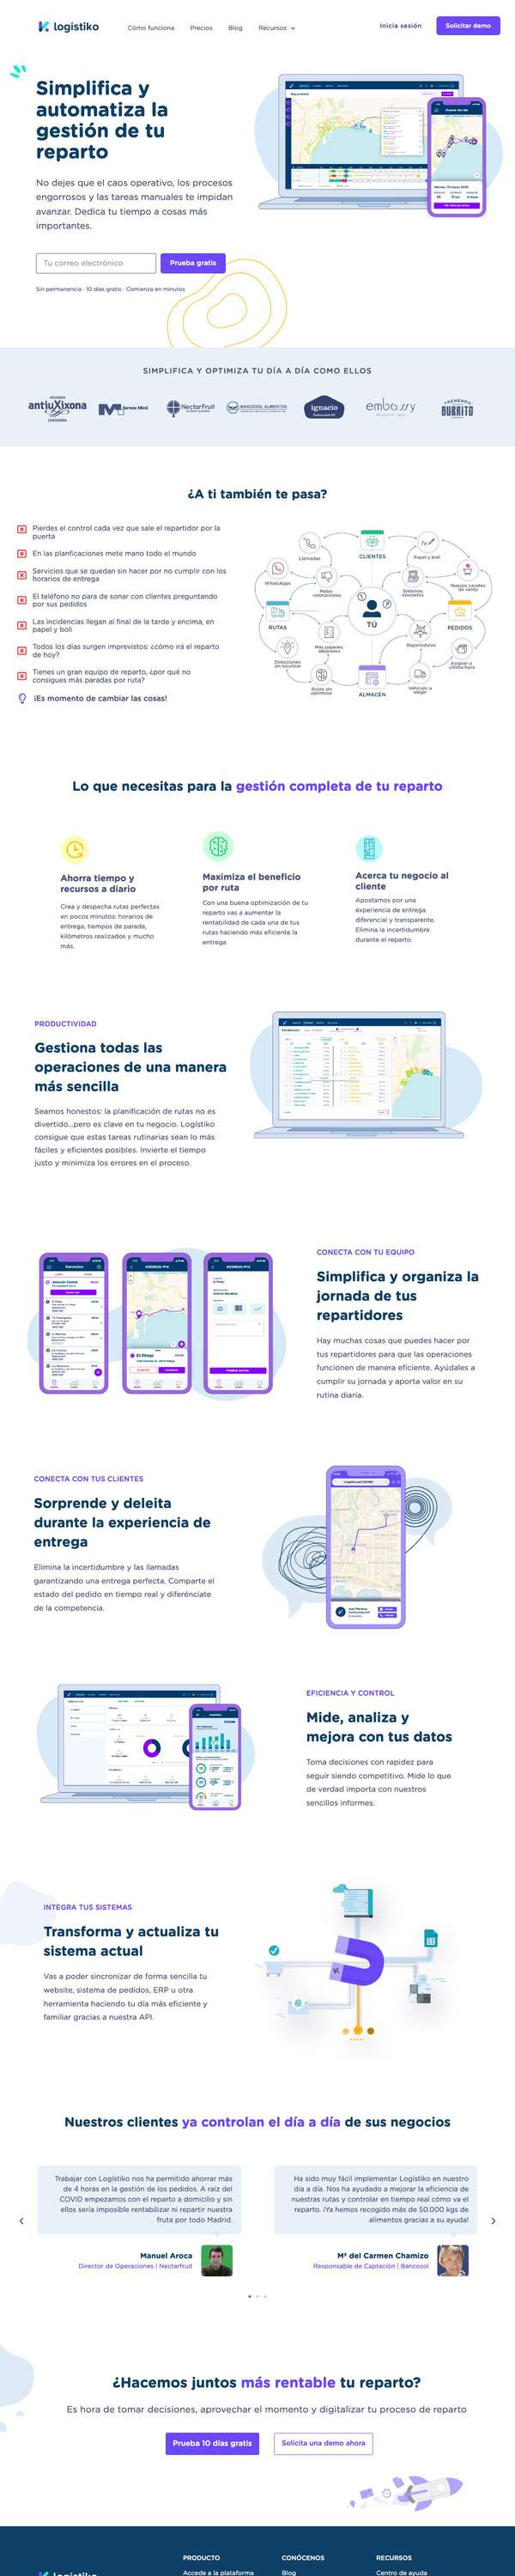 logistiko
Cómo funciona
Precios
Blog
Recursos
Inicia sesión
Solicitar demo
Simplifica y
automatiza la
gestión de tu
reparto
No dejes que el caos operativo, los procesos
engorrosos y las tareas manuales te impidan
avanzar. Dedica tu tiempo a cosas más
importantes.
Tu correo electrónico
Prueba gratis
Sin permanencia · 10 días gratis · Comienza en minutos
SIMPLIFICA Y OPTIMIZA TU DÍA A DÍA COMO ELLOS
antiuXixona
NectarFruit
BANCOSOL ALIMENTOS
ignacio
embassy
TREMENDO
BURRITO
¿A ti también te pasa?
Pierdes el control cada vez que sale el repartidor por la
puerta
En las planficaciones mete mano todo el mundo
Servicios que se quedan sin hacer por no cumplir con los
horarios de entrega
El teléfono no para de sonar con clientes preguntando
por sus pedidos
Las incidencias llegan al final de la tarde y encima, en
papel y boli
Todos los días surgen imprevistos: ¿cómo irá el reparto
de hoy?
Tienes un gran equipo de reparto, ¿por qué no
consigues más paradas por ruta?
¡Es momento de cambiar las cosas!
Llamadas
CLIENTES
Papel y boli
WhatsApps
Malas
valoraciones
Sistemas
obsoletos
Nuevos canales
de venta
RUTAS
TÚ
PEDIDOS
Más papeles
albaranes
Repartidores
Direcciones
sin localizar
Asignar a
última hora
Rutas sin
optimizar
ALMACÉN
Vehículo a
elegir
Lo que necesitas para la gestión completa de tu reparto
Ahorra tiempo y
recursos a diario
Crea y despacha rutas perfectas
en pocos minutos: horarios de
entrega, tiempos de parada,
kilómetros realizados y mucho
más.
Maximiza el beneficio
por ruta
Con una buena optimización de tu
reparto vas a aumentar la
rentabilidad de cada una de tus
rutas haciendo más eficiente la
entrega
Acerca tu negocio al
cliente
Apostamos por una
experiencia de entrega
diferencial y transparente.
Elimina la incertidumbre
durante el reparto.
PRODUCTIVIDAD
Gestiona todas las
operaciones de una manera
más sencilla
Seamos honestos: la planificación de rutas no es
divertido...pero es clave en tu negocio. Logistiko
consigue que estas tareas rutinarias sean lo más
fáciles y eficientes posibles. Invierte el tiempo
justo y minimiza los errores en el proceso.
Servicios
El Pimpi
CONECTA CON TU EQUIPO
Simplifica y organiza la
jornada de tus
repartidores
Hay muchas cosas que puedes hacer por
tus repartidores para que las operaciones
funcionen de manera eficiente. Ayúdales a
cumplir su jornada y aporta valor en su
rutina diaria.
CONECTA CON TUS CLIENTES
Sorprende y deleita
durante la experiencia de
entrega
Elimina la incertidumbre y las llamadas
garantizando una entrega perfecta. Comparte el
estado del pedido en tiempo real y diferénciate
de la competencia.
EFICIENCIA Y CONTROL
Mide, analiza y
mejora con tus datos
Toma decisiones con rapidez para
seguir siendo competitivo. Mide lo que
de verdad importa con nuestros
sencillos informes.
INTEGRA TUS SISTEMAS
Transforma y actualiza tu
sistema actual
Vas a poder sincronizar de forma sencilla tu
website, sistema de pedidos, ERP u otra
herramienta haciendo tu día más eficiente y
familiar gracias a nuestra API.
Nuestros clientes ya controlan el día a día de sus negocios
Trabajar con Logistiko nos ha permitido ahorrar más
de 4 horas en la gestión de los pedidos. A raíz del
COVID empezamos con el reparto a domicilio y sin
ellos sería imposible rentabilizar ni repartir nuestra
fruta por todo Madrid.
Manuel Aroca
Director de Operaciones | Nectarfruit
Ha sido muy fácil implementar Logistiko en nuestro
día a día. Nos ha ayudado a mejorar la eficiencia de
nuestras rutas y controlar en tiempo real cómo va el
reparto. ¡Ya hemos recogido más de 50.000 kgs de
alimentos gracias a su ayuda!
Mª del Carmen Chamizo
Responsable de Captación | Bancosol
¿Hacemos juntos más rentable tu reparto?
Es hora de tomar decisiones, aprovechar el momento y digitalizar tu proceso de reparto
Prueba 10 días gratis
Solicita una demo ahora
logistiko
PRODUCTO
Accede a la plataforma
CONÓCENOS
Blog
RECURSOS
Centro de ayuda